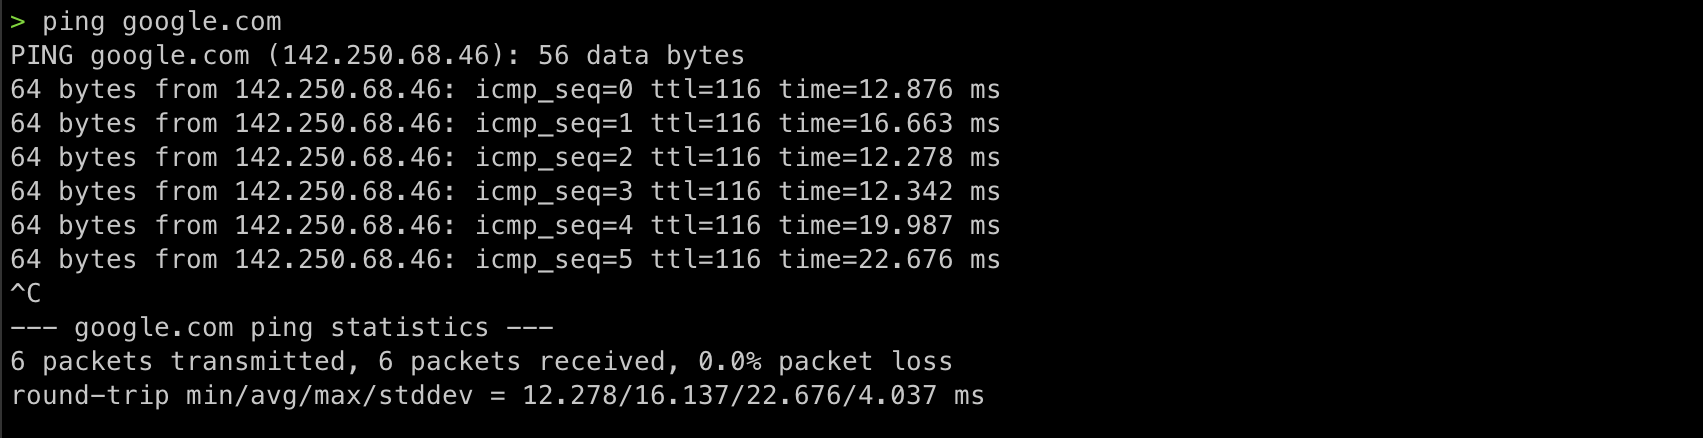 > ping google.com
PING google.com (142.250.68.46): 56 data bytes
64 bytes from 142.250.68.46: icmp_seq=0 ttl=116 time=12.876 ms
64 bytes from 142.250.68.46: icmp_seq=1 ttl=116 time=16.663 ms
64 bytes from 142.250.68.46: icmp_seq=2 ttl=116 time=12.278 ms
64 bytes from 142.250.68.46: icmp_seq=3 ttl=116 time=12.342 ms
64 bytes from 142.250.68.46: icmp_seq=4 ttl=116 time=19.987 ms
64 bytes from 142.250.68.46: icmp_seq=5 ttl=116 time=22.676 ms
^C
--- google.com ping statistics ---
6 packets transmitted, 6 packets received, 0.0% packet loss
round-trip min/avg/max/stddev = 12.278/16.137/22.676/4.037 ms